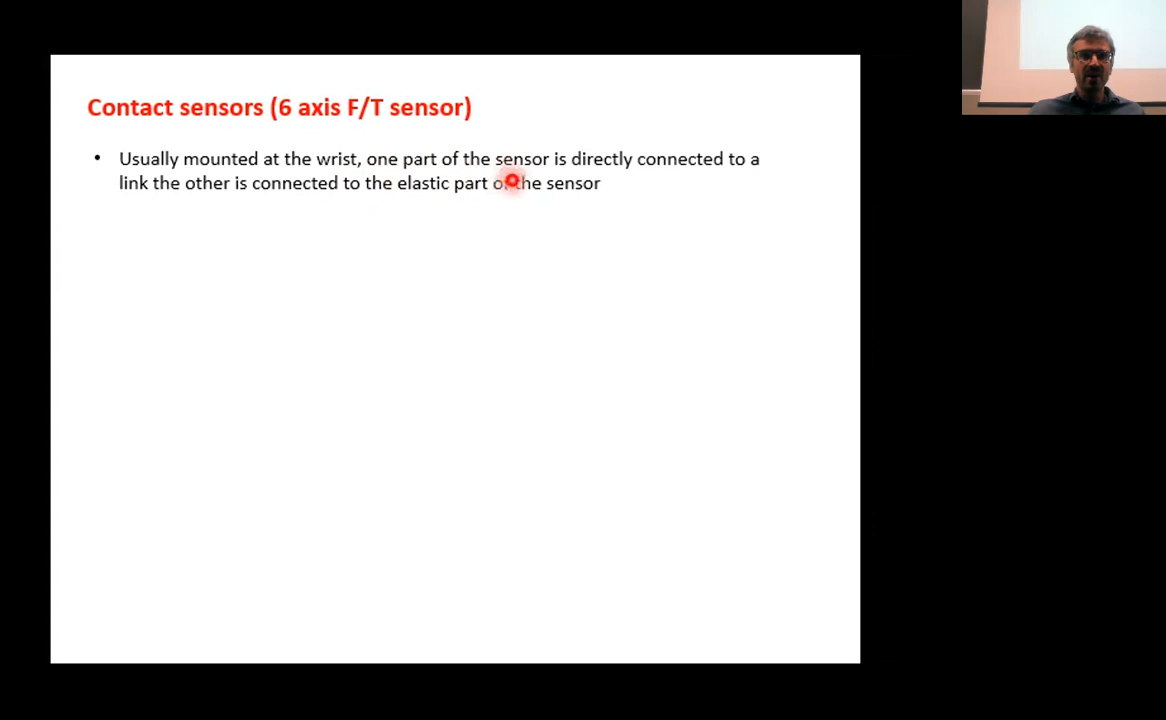 Contact sensors (6 axis F/T sensor)
• Usually mounted at the wrist, one part of the sensor is directly connected to a
link the other is connected to the elastic part of the sensor